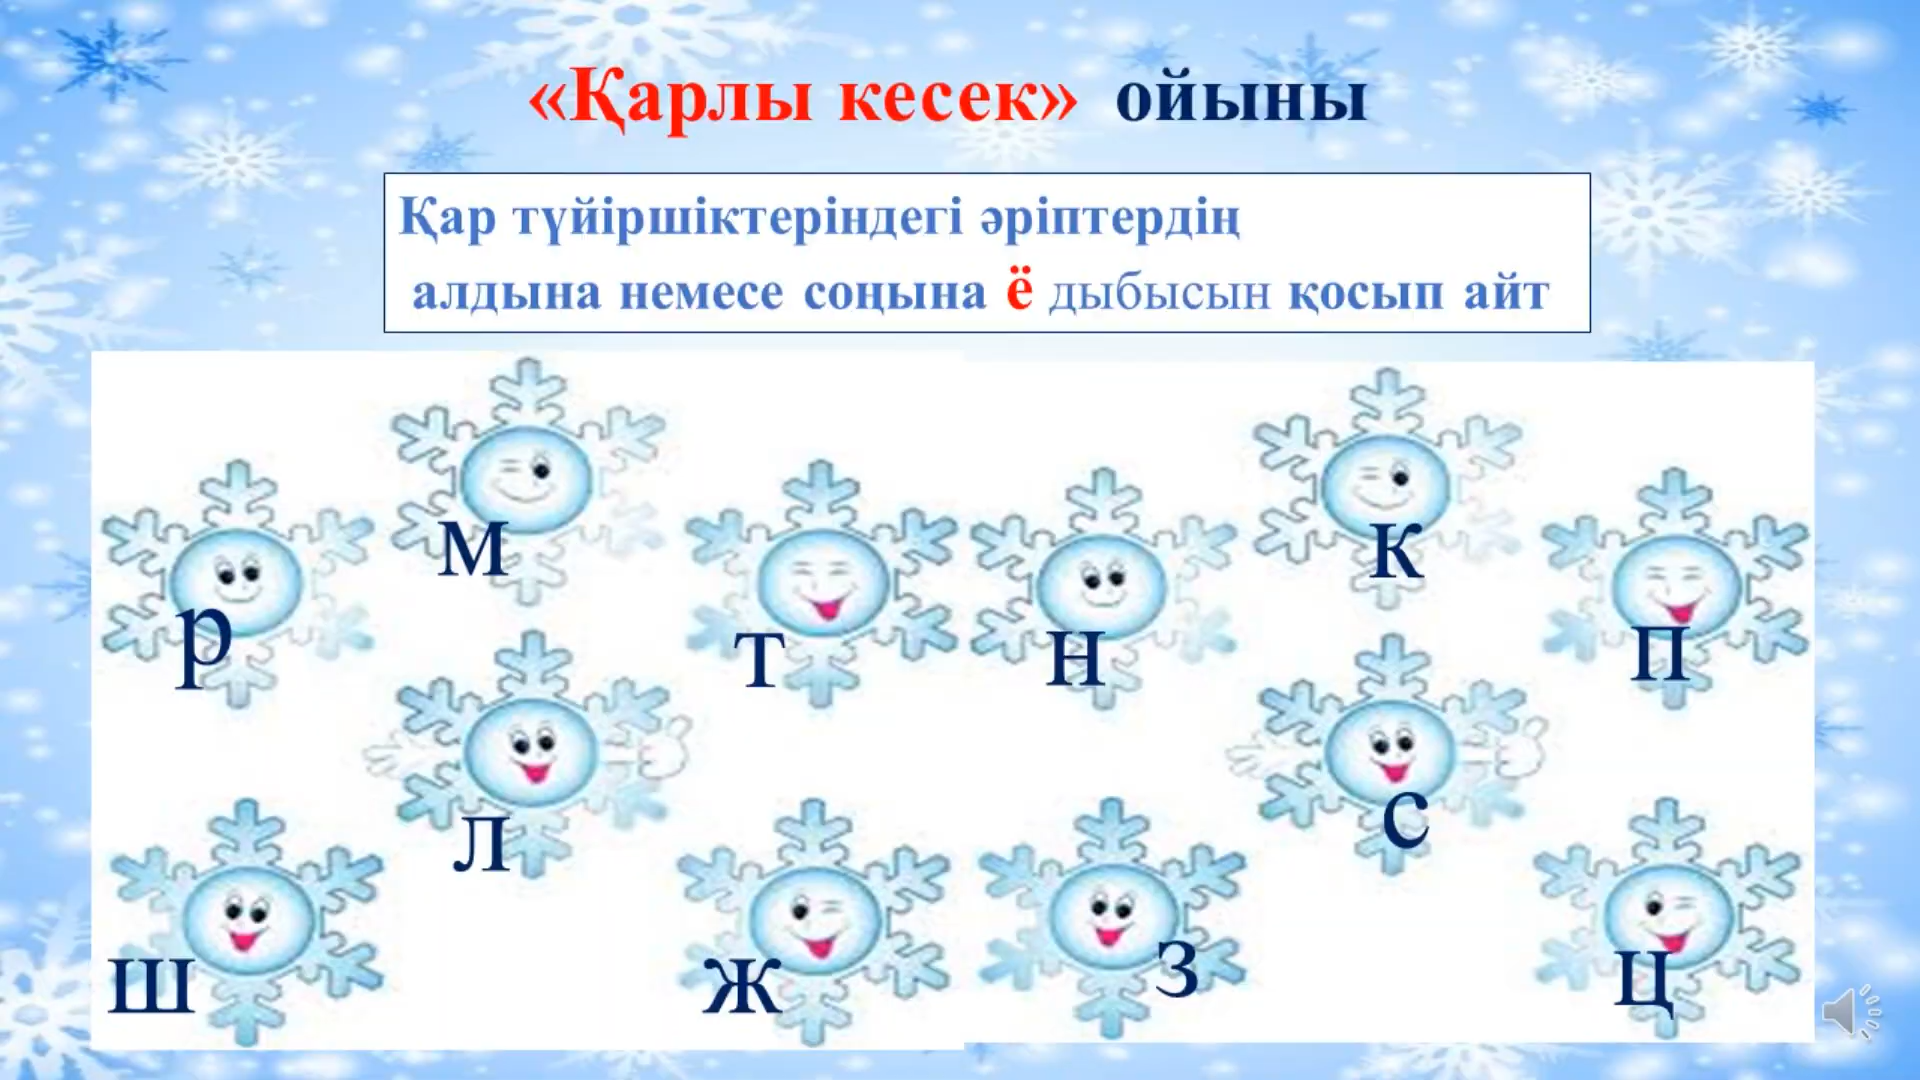 «Қарлы кесек» ойыны
Қар түйіршіктеріндегі әріптердің
алдына немесе соңына ё дыбысын қосып айт
м к
р т н п
л с
ш ж з ц